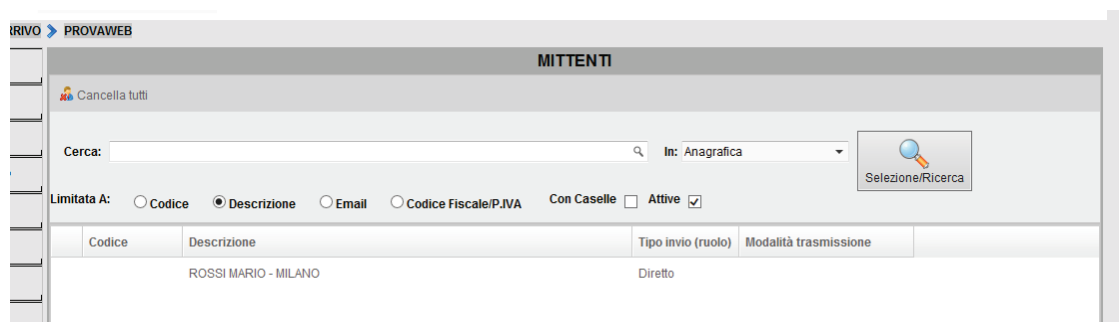 PROVAWEB
MITTENTI
Cancella tutti
Cerca: In: Anagrafica
Selezione/Ricerca
Limitata A: Codice Descrizione Email Codice Fiscale/P.IVA Con Caselle Attive
Codice Descrizione Tipo invio (ruolo) Modalità trasmissione
ROSSI MARIO - MILANO Diretto